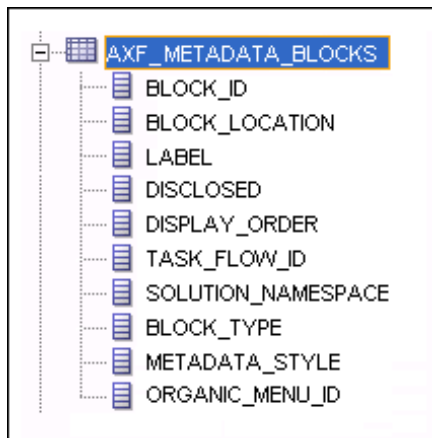 AXF_METADATA_BLOCKS
BLOCK_ID
BLOCK_LOCATION
LABEL
DISCLOSED
DISPLAY_ORDER
TASK_FLOW_ID
SOLUTION_NAMESPACE
BLOCK_TYPE
METADATA_STYLE
ORGANIC_MENU_ID